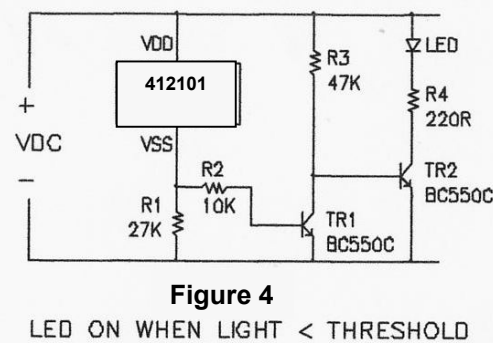 VDD
412101
VSS
+
VDC
−
R1
27K
R2
10K
R3
47K
TR1
BC550C
LED
R4
220R
TR2
BC550C
Figure 4
LED ON WHEN LIGHT < THRESHOLD